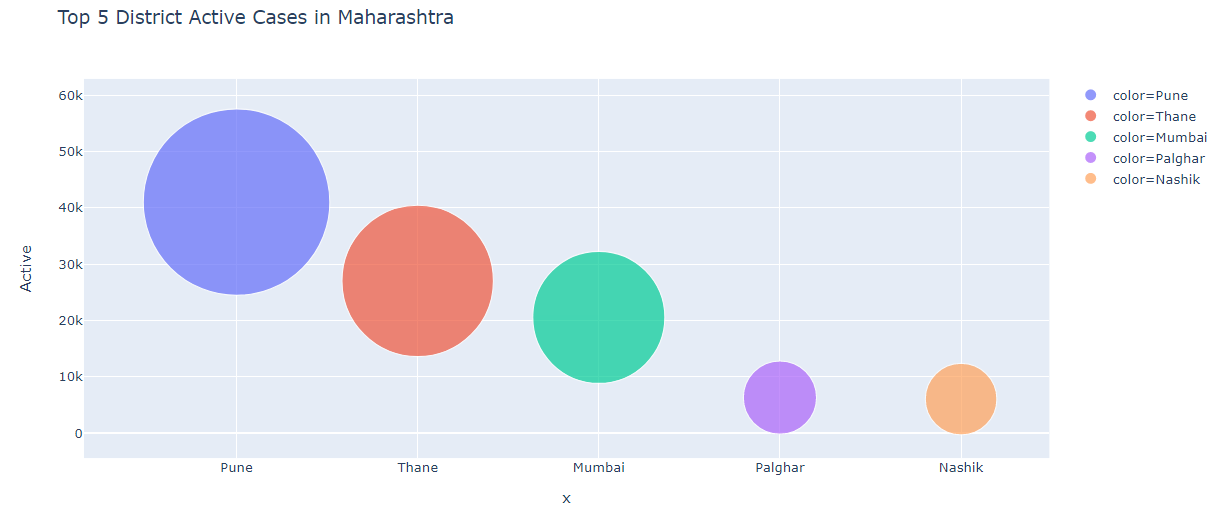 Top 5 District Active Cases in Maharashtra
60k
50k
40k
30k
20k
10k
0
Active
Pune
Thane
Mumbai
Palghar
Nashik
x
color=Pune
color=Thane
color=Mumbai
color=Palghar
color=Nashik